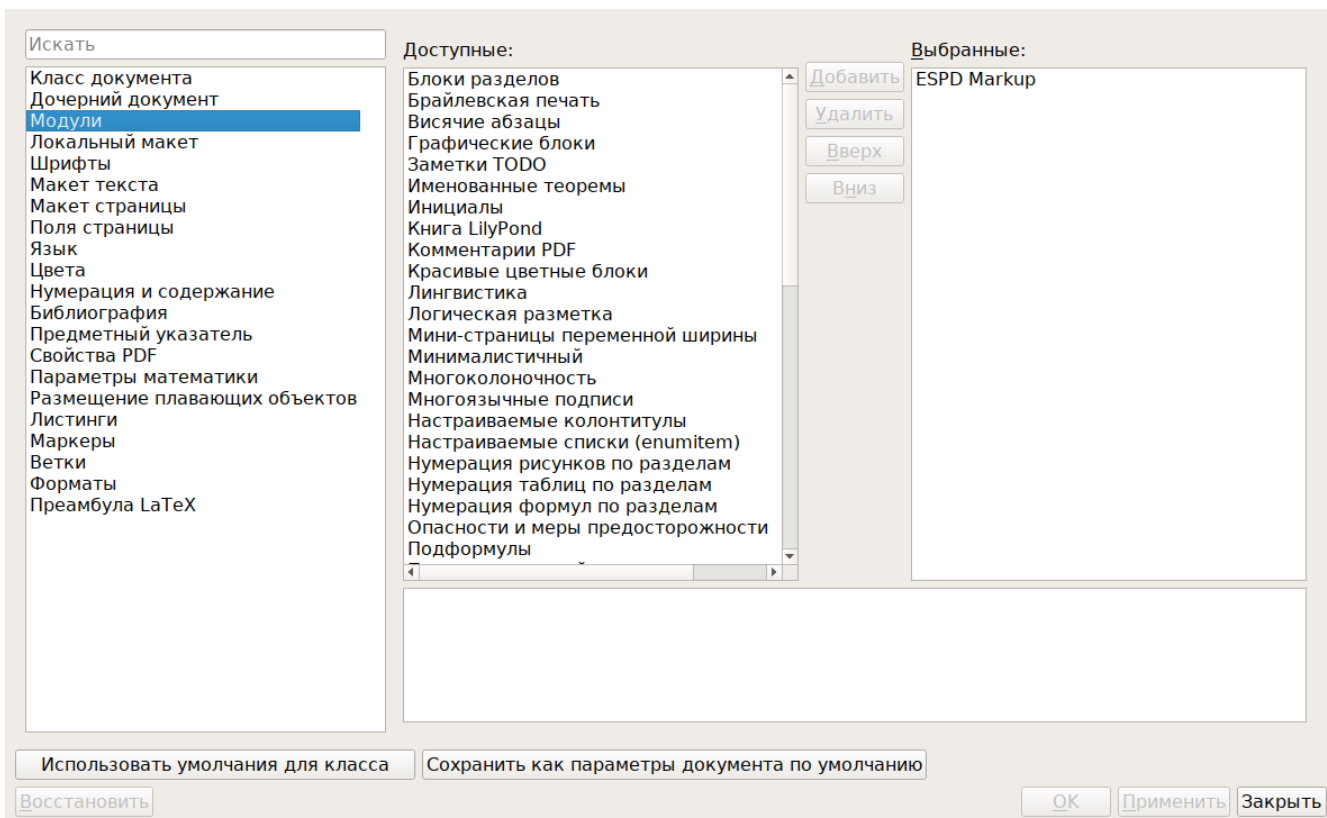 Искать
Класс документа
Дочерний документ
Модули
Локальный макет
Шрифты
Макет текста
Макет страницы
Поля страницы
Язык
Цвета
Нумерация и содержание
Библиография
Предметный указатель
Свойства PDF
Параметры математики
Размещение плавающих объектов
Листинги
Маркеры
Ветки
Форматы
Преамбула LaTeX
Доступные:
Блоки разделов
Брайлевская печать
Висячие абзацы
Графические блоки
Заметки TODO
Именованные теоремы
Инициалы
Книга LilyPond
Комментарии PDF
Красивые цветные блоки
Лингвистика
Логическая разметка
Мини-страницы переменной ширины
Минималистичный
Многоколоночность
Многоязычные подписи
Настраиваемые колонтитулы
Настраиваемые списки (enumitem)
Нумерация рисунков по разделам
Нумерация таблиц по разделам
Нумерация формул по разделам
Опасности и меры предосторожности
Подформулы
Добавить
Удалить
Вверх
Вниз
Выбранные:
ESPD Markup
Использовать умолчания для класса
Сохранить как параметры документа по умолчанию
Восстановить
OK
Применить
Закрыть